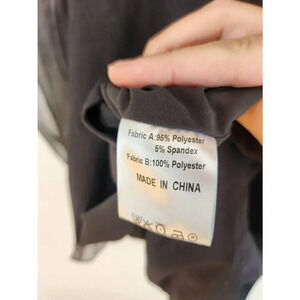 Fabric A:95% Polyester
5% Spandex
Fabric B:100% Polyester
MADE IN CHINA